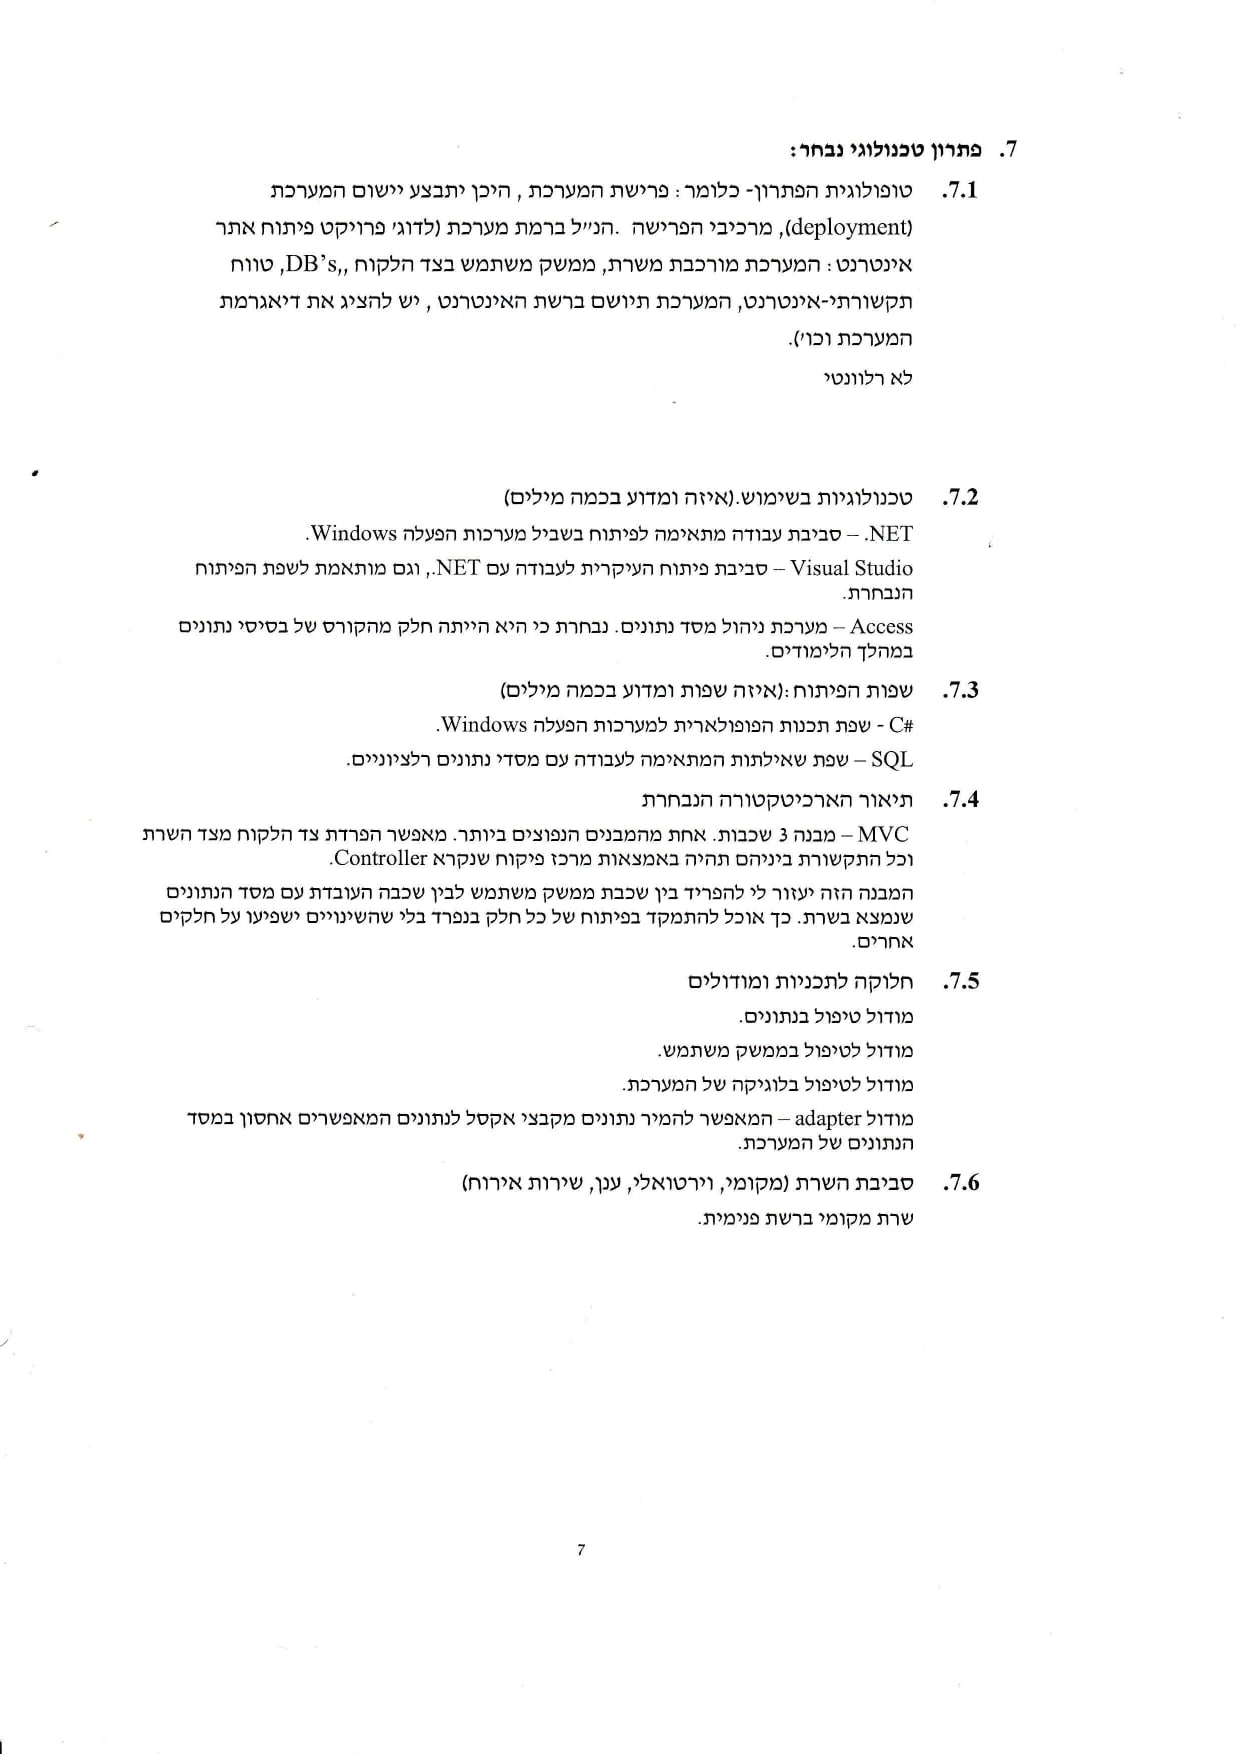 7. פתרון טכנולוגי נבחר:
7.1. טופולוגית הפתרון- כלומר: פרישת המערכת, היכן יתבצע יישום המערכת
(deployment), מרכיבי הפרישה .הנ״ל ברמת מערכת (לדוג׳ פרויקט פיתוח אתר
אינטרנט: המערכת מורכבת משרת, ממשק משתמש בצד הלקוח ,,DB's, טווח
תקשורתי-אינטרנט, המערכת תיושם ברשת האינטרנט, יש להציג את דיאגרמת
המערכת וכו׳).
לא רלוונטי
7.2. טכנולוגיות בשימוש.(איזה ומדוע בכמה מילים)
.NET – סביבת עבודה מתאימה לפיתוח בשביל מערכות הפעלה Windows.
Visual Studio – סביבת פיתוח העיקרית לעבודה עם NET., וגם מותאמת לשפת הפיתוח
הנבחרת.
Access – מערכת ניהול מסד נתונים. נבחרת כי היא הייתה חלק מהקורס של בסיסי נתונים
במהלך הלימודים.
7.3. שפות הפיתוח:(איזה שפות ומדוע בכמה מילים)
C# - שפת תכנות הפופולארית למערכות הפעלה Windows.
SQL – שפת שאילתות המתאימה לעבודה עם מסדי נתונים רלציוניים.
7.4. תיאור הארכיטקטורה הנבחרת
MVC – מבנה 3 שכבות. אחת מהמבנים הנפוצים ביותר. מאפשר הפרדת צד הלקוח מצד השרת
וכל התקשורת ביניהם תהיה באמצאות מרכז פיקוח שנקרא Controller.
המבנה הזה יעזור לי להפריד בין שכבת ממשק משתמש לבין שכבה העובדת עם מסד הנתונים
שנמצא בשרת. כך אוכל להתמקד בפיתוח של כל חלק בנפרד בלי שהשינויים ישפיעו על חלקים
אחרים.
7.5. חלוקה לתכניות ומודולים
מודול טיפול בנתונים.
מודול לטיפול בממשק משתמש.
מודול לטיפול בלוגיקה של המערכת.
מודול adapter – המאפשר להמיר נתונים מקבצי אקסל לנתונים המאפשרים אחסון במסד
הנתונים של המערכת.
7.6. סביבת השרת (מקומי, וירטואלי, ענן, שירות אירוח)
שרת מקומי ברשת פנימית.
7